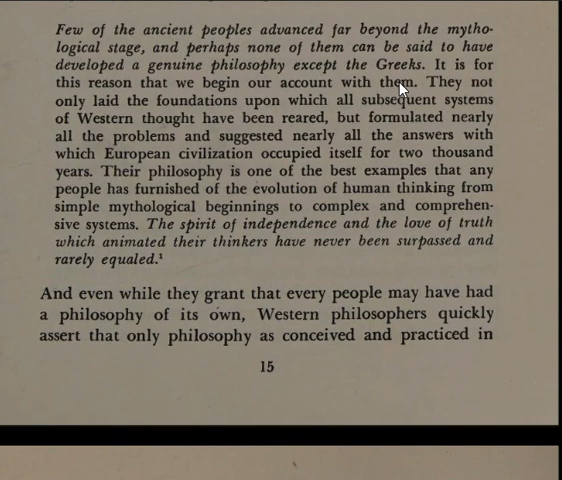 Few of the ancient peoples advanced far beyond the mytho-
logical stage, and perhaps none of them can be said to have
developed a genuine philosophy except the Greeks. It is for
this reason that we begin our account with them. They not
only laid the foundations upon which all subsequent systems
of Western thought have been reared, but formulated nearly
all the problems and suggested nearly all the answers with
which European civilization occupied itself for two thousand
years. Their philosophy is one of the best examples that any
people has furnished of the evolution of human thinking from
simple mythological beginnings to complex and comprehen-
sive systems. The spirit of independence and the love of truth
which animated their thinkers have never been surpassed and
rarely equaled.¹
And even while they grant that every people may have had
a philosophy of its own, Western philosophers quickly
assert that only philosophy as conceived and practiced in
15